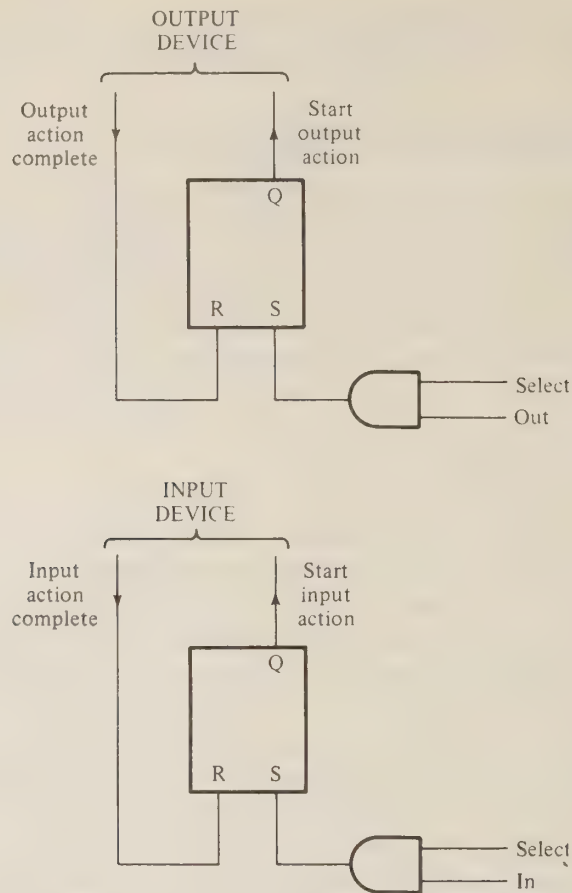 OUTPUT
DEVICE
Output
action
complete
Start
output
action
Q
R
S
Select
Out
INPUT
DEVICE
Input
action
complete
Start
input
action
Q
R
S
Select
In